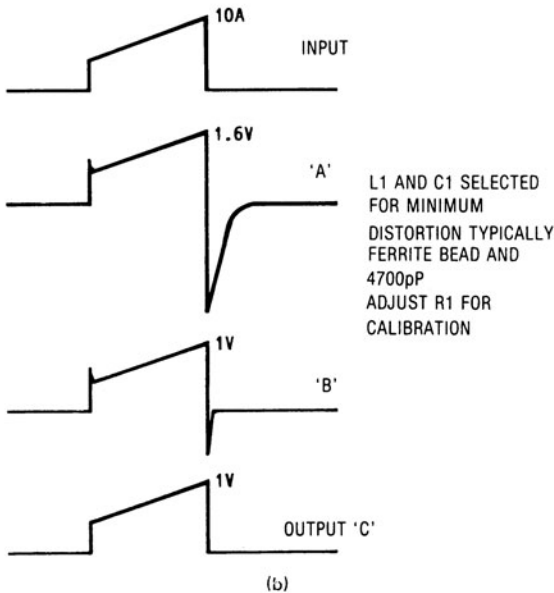 10A
INPUT
1.6V
'A'
L1 AND C1 SELECTED
FOR MINIMUM
DISTORTION TYPICALLY
FERRITE BEAD AND
4700pP
ADJUST R1 FOR
CALIBRATION
1V
'B'
1V
OUTPUT 'C'
(b)